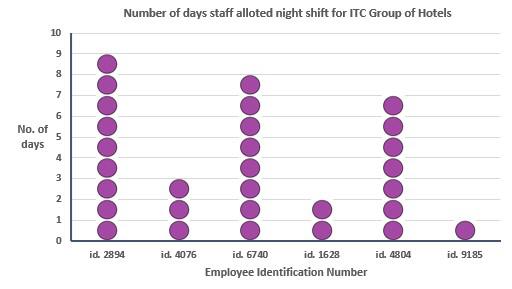 Number of days staff alloted night shift for ITC Group of Hotels
10
9
8
7
6
5
4
3
2
1
0
No. of
days
id. 2894 id. 4076 id. 6740 id. 1628 id. 4804 id. 9185
Employee Identification Number